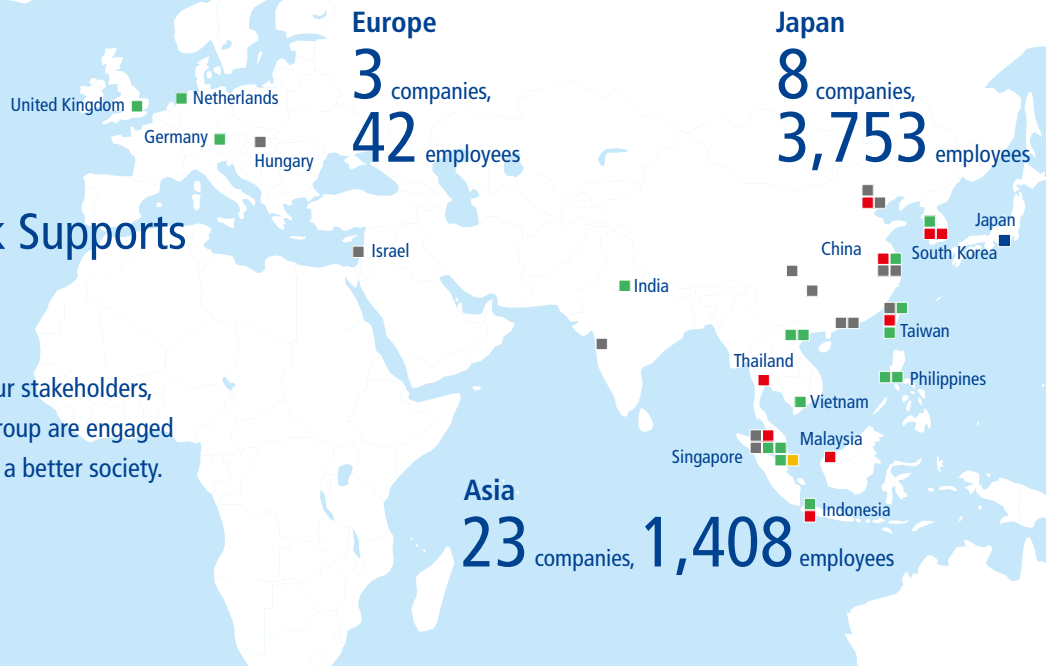 Europe
3 companies,
42 employees
Japan
8 companies,
3,753 employees
United Kingdom
Netherlands
Germany
Hungary
Supports
Israel
India
China
South Korea
Japan
Taiwan
Thailand
Philippines
Vietnam
Malaysia
Singapore
Indonesia
stakeholders,
are engaged
a better society.
Asia
23 companies, 1,408 employees